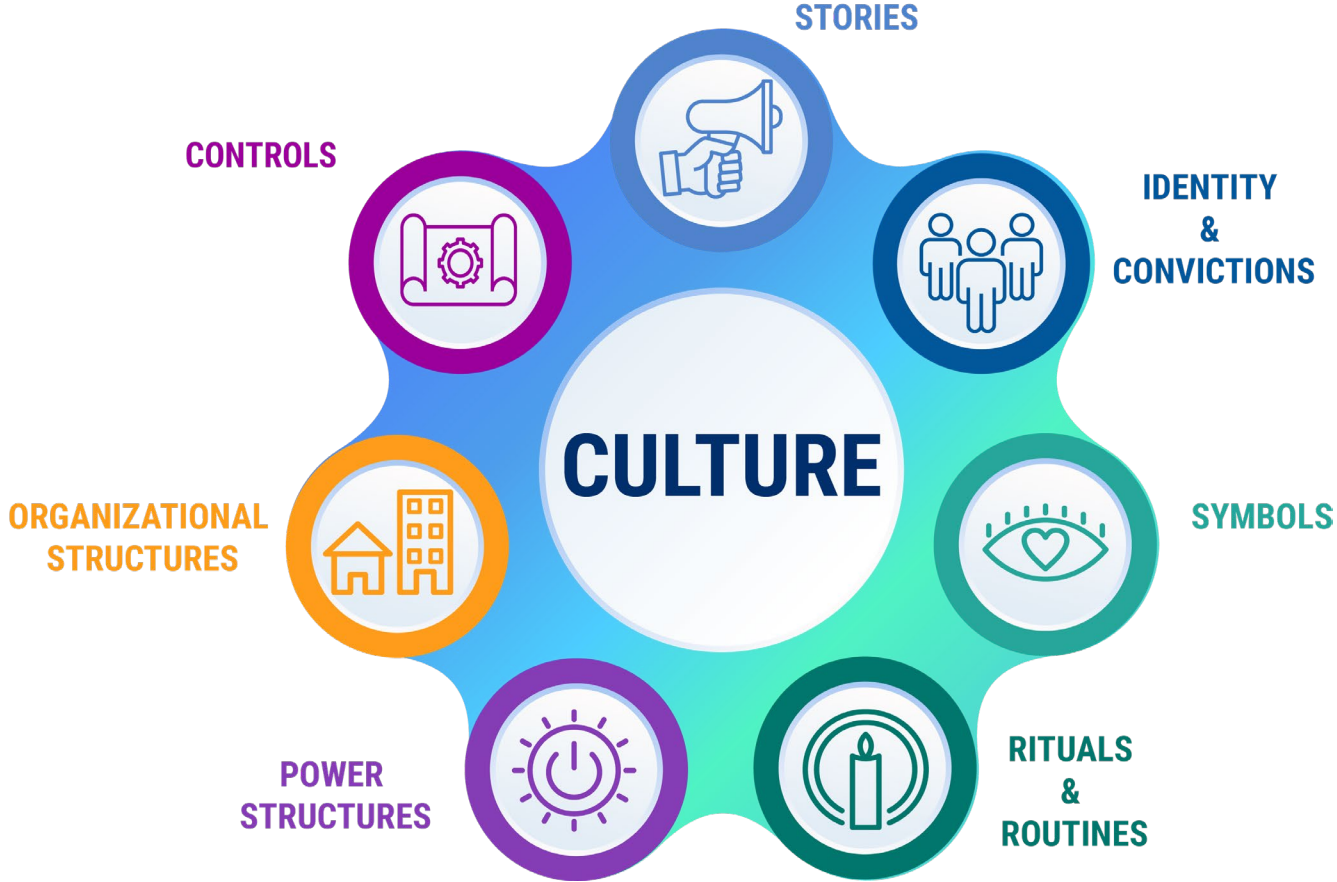 STORIES
IDENTITY
&
CONVICTIONS
SYMBOLS
RITUALS
&
ROUTINES
POWER
STRUCTURES
ORGANIZATIONAL
STRUCTURES
CONTROLS
CULTURE